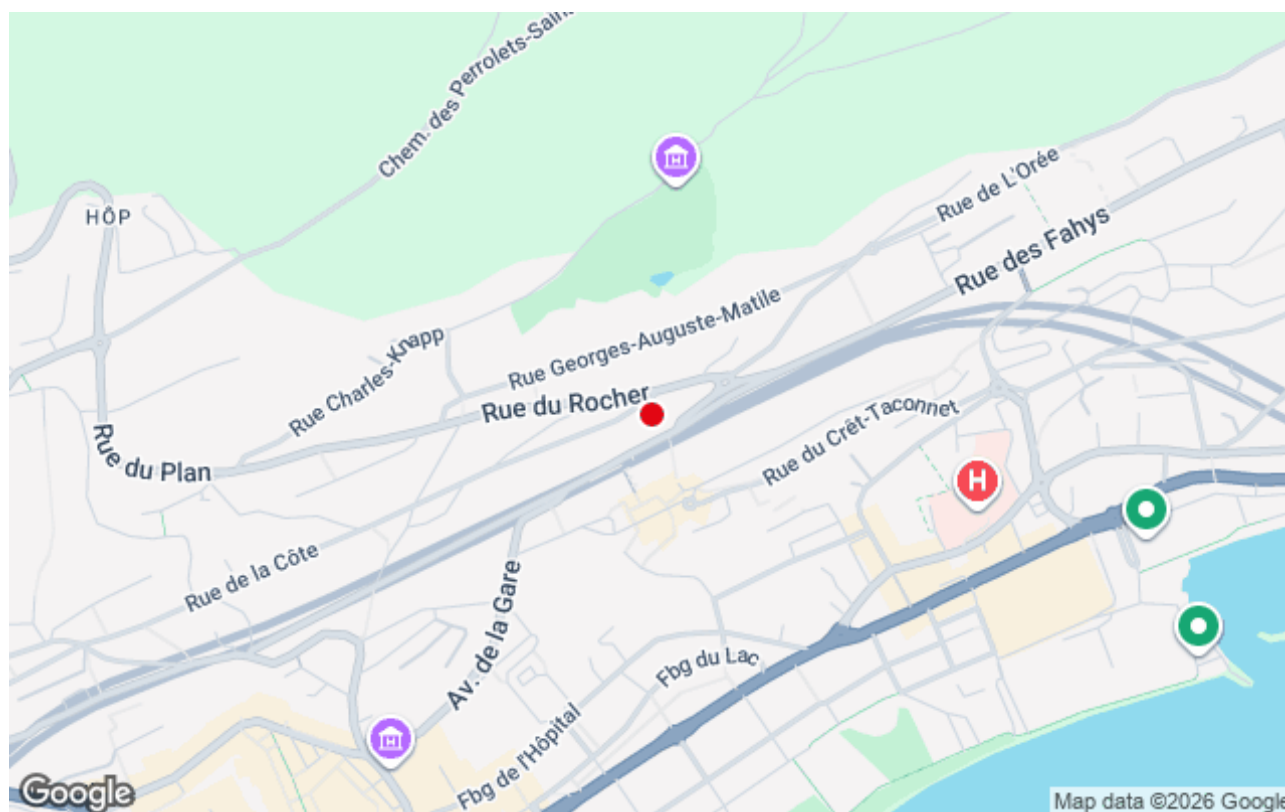 Chem. des Perrolets-Sain
HÔP
Rue de L'Orée
Rue des Fahys
Rue Georges-Auguste-Matile
Rue Charles-Knapp
Rue du Rocher
Rue du Crêt-Taconnet
Rue du Plan
H
Rue de la Côte
Av. de la Gare
Fbg du Lac
Fbg de l'Hôpital
Google
Map data ©2026 Google